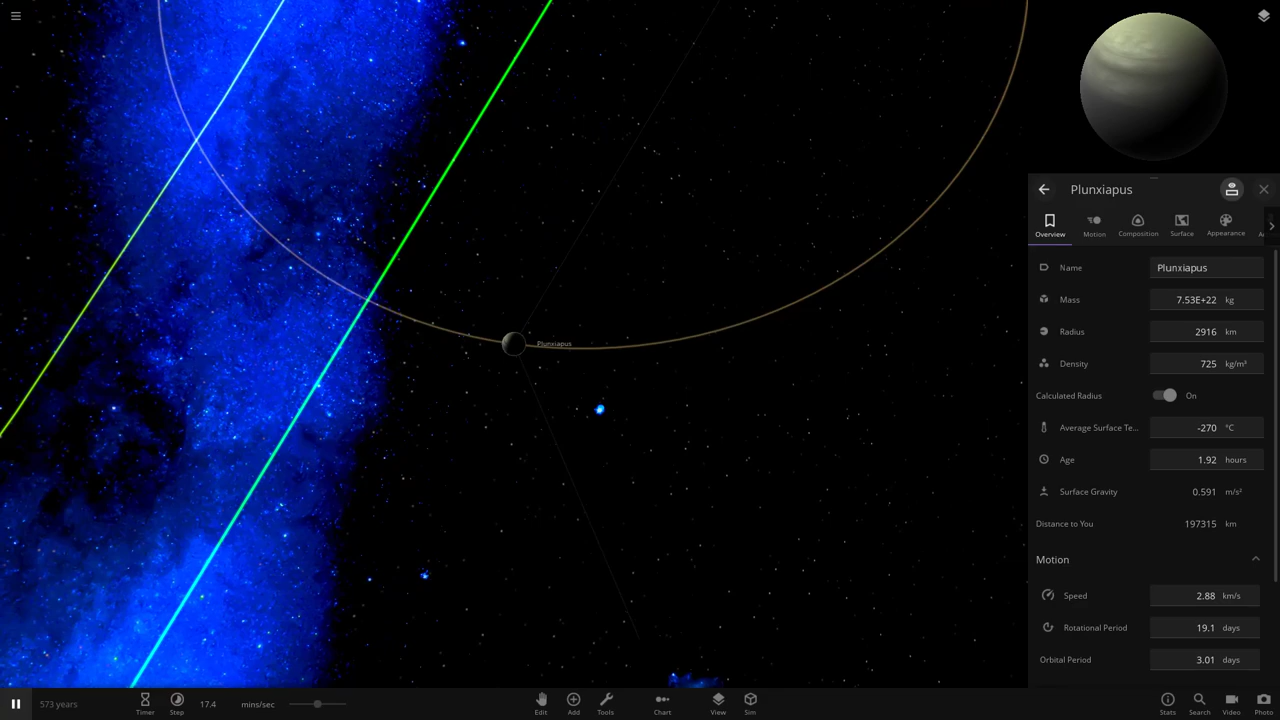 Plunxiapus
Plunxiapus
Overview
Motion
Composition
Surface
Appearance
Name
Plunxiapus
Mass
7.53E+22 kg
Radius
2916 km
Density
725 kg/m³
Calculated Radius
On
Average Surface Te...
-270 °C
Age
1.92 hours
Surface Gravity
0.591 m/s²
Distance to You
197315 km
Motion
Speed
2.88 km/s
Rotational Period
19.1 days
Orbital Period
3.01 days
573 years
Timer
Step
17.4 mins/sec
Edit
Add
Tools
Chart
View
Sim
Stats
Search
Video
Photo